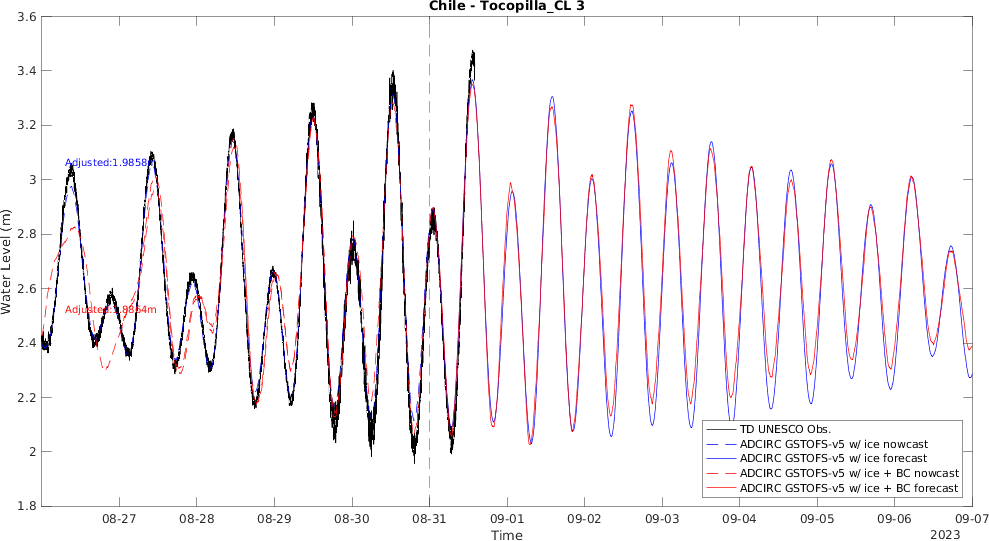 Chile - Tocopilla_CL 3
3.6
3.4
3.2
3
2.8
2.6
2.4
2.2
2
1.8
Water Level (m)
Adjusted:1.9858m
TD UNESCO Obs.
ADCIRC GSTOFS-v5 w/ ice nowcast
ADCIRC GSTOFS-v5 w/ ice forecast
ADCIRC GSTOFS-v5 w/ ice + BC nowcast
ADCIRC GSTOFS-v5 w/ ice + BC forecast
08-27
08-28
08-29
08-30
08-31
09-01
09-02
09-03
09-04
09-05
09-06
09-07
Time
2023